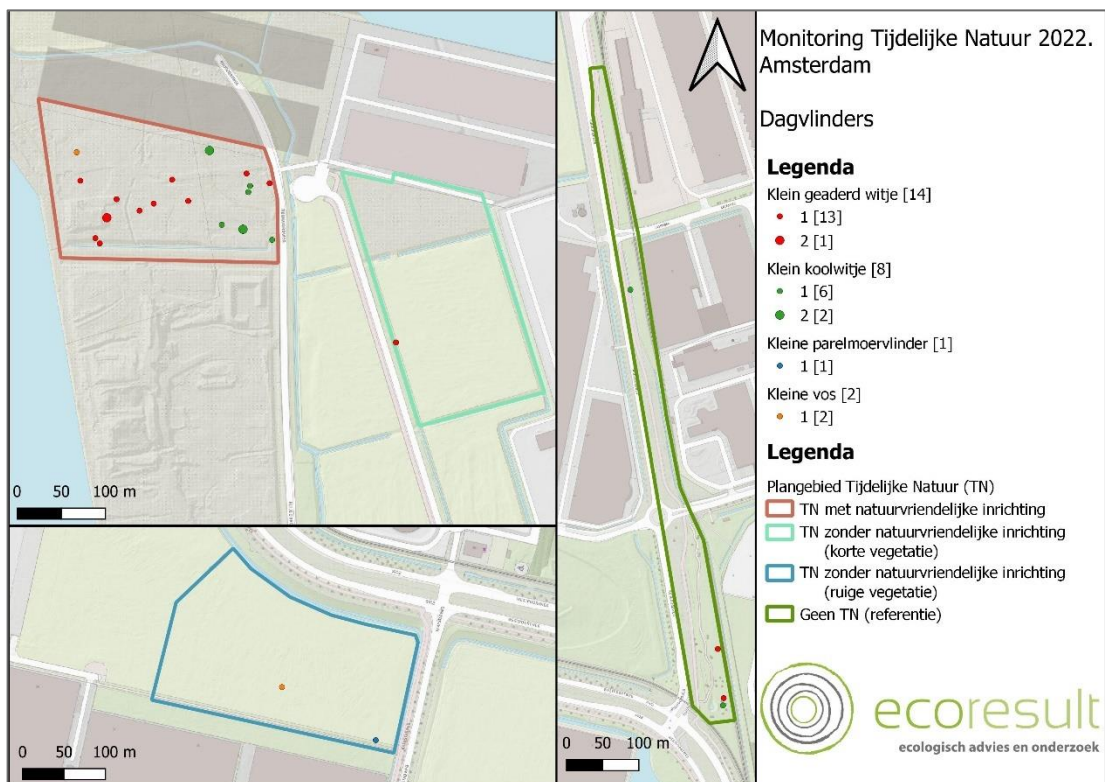 Monitoring Tijdelijke Natuur 2022.
Amsterdam
Dagvlinders
Legenda
Klein geaderd witje [14]
1 [13]
2 [1]
Klein koolwitje [8]
1 [6]
2 [2]
Kleine parelmoervlinder [1]
1 [1]
Kleine vos [2]
1 [2]
Legenda
Plangebied Tijdelijke Natuur (TN)
TN met natuurvriendelijke inrichting
TN zonder natuurvriendelijke inrichting
(korte vegetatie)
TN zonder natuurvriendelijke inrichting
(ruige vegetatie)
Geen TN (referentie)
ecoresult
ecologisch advies en onderzoek
0 50 100 m
0 50 100 m
0 50 100 m